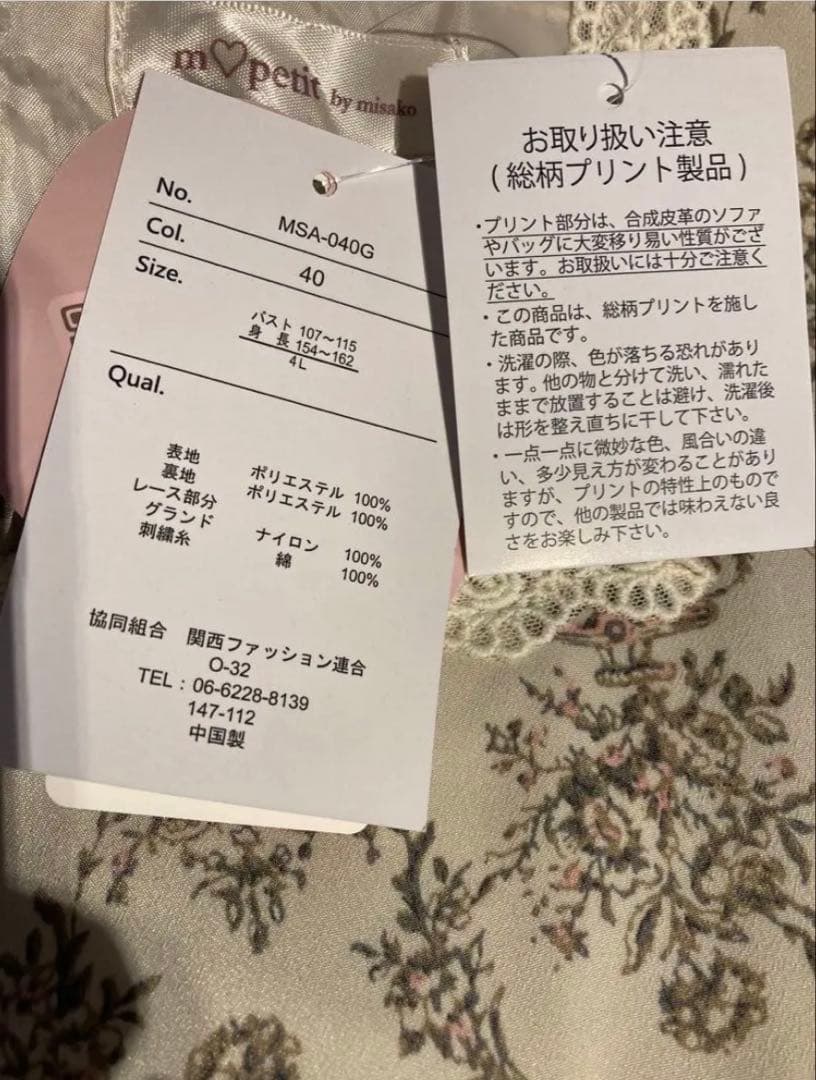 m♡petit by misako
No.
MSA-040G
Col.
40
Size.
バスト 107〜115
身 長 154〜162
4L
Qual.
表地 ポリエステル 100%
裏地 ポリエステル 100%
レース部分
グランド ナイロン 100%
刺繍糸 綿 100%
協同組合 関西ファッション連合
O-32
TEL：06-6228-8139
147-112
中国製
お取り扱い注意
(総柄プリント製品)
・プリント部分は、合成皮革のソファ
やバッグに大変移り易い性質がござ
います。お取扱いには十分ご注意く
ださい。
・この商品は、総柄プリントを施し
た商品です。
・洗濯の際、色が落ちる恐れがあり
ます。他の物と分けて洗い、濡れた
ままで放置することは避け、洗濯後
は形を整え直ちに干して下さい。
・一点一点に微妙な色、風合いの違
い、多少見え方が変わることがあり
ますが、プリントの特性上のもので
すので、他の製品では味わえない良
さをお楽しみ下さい。